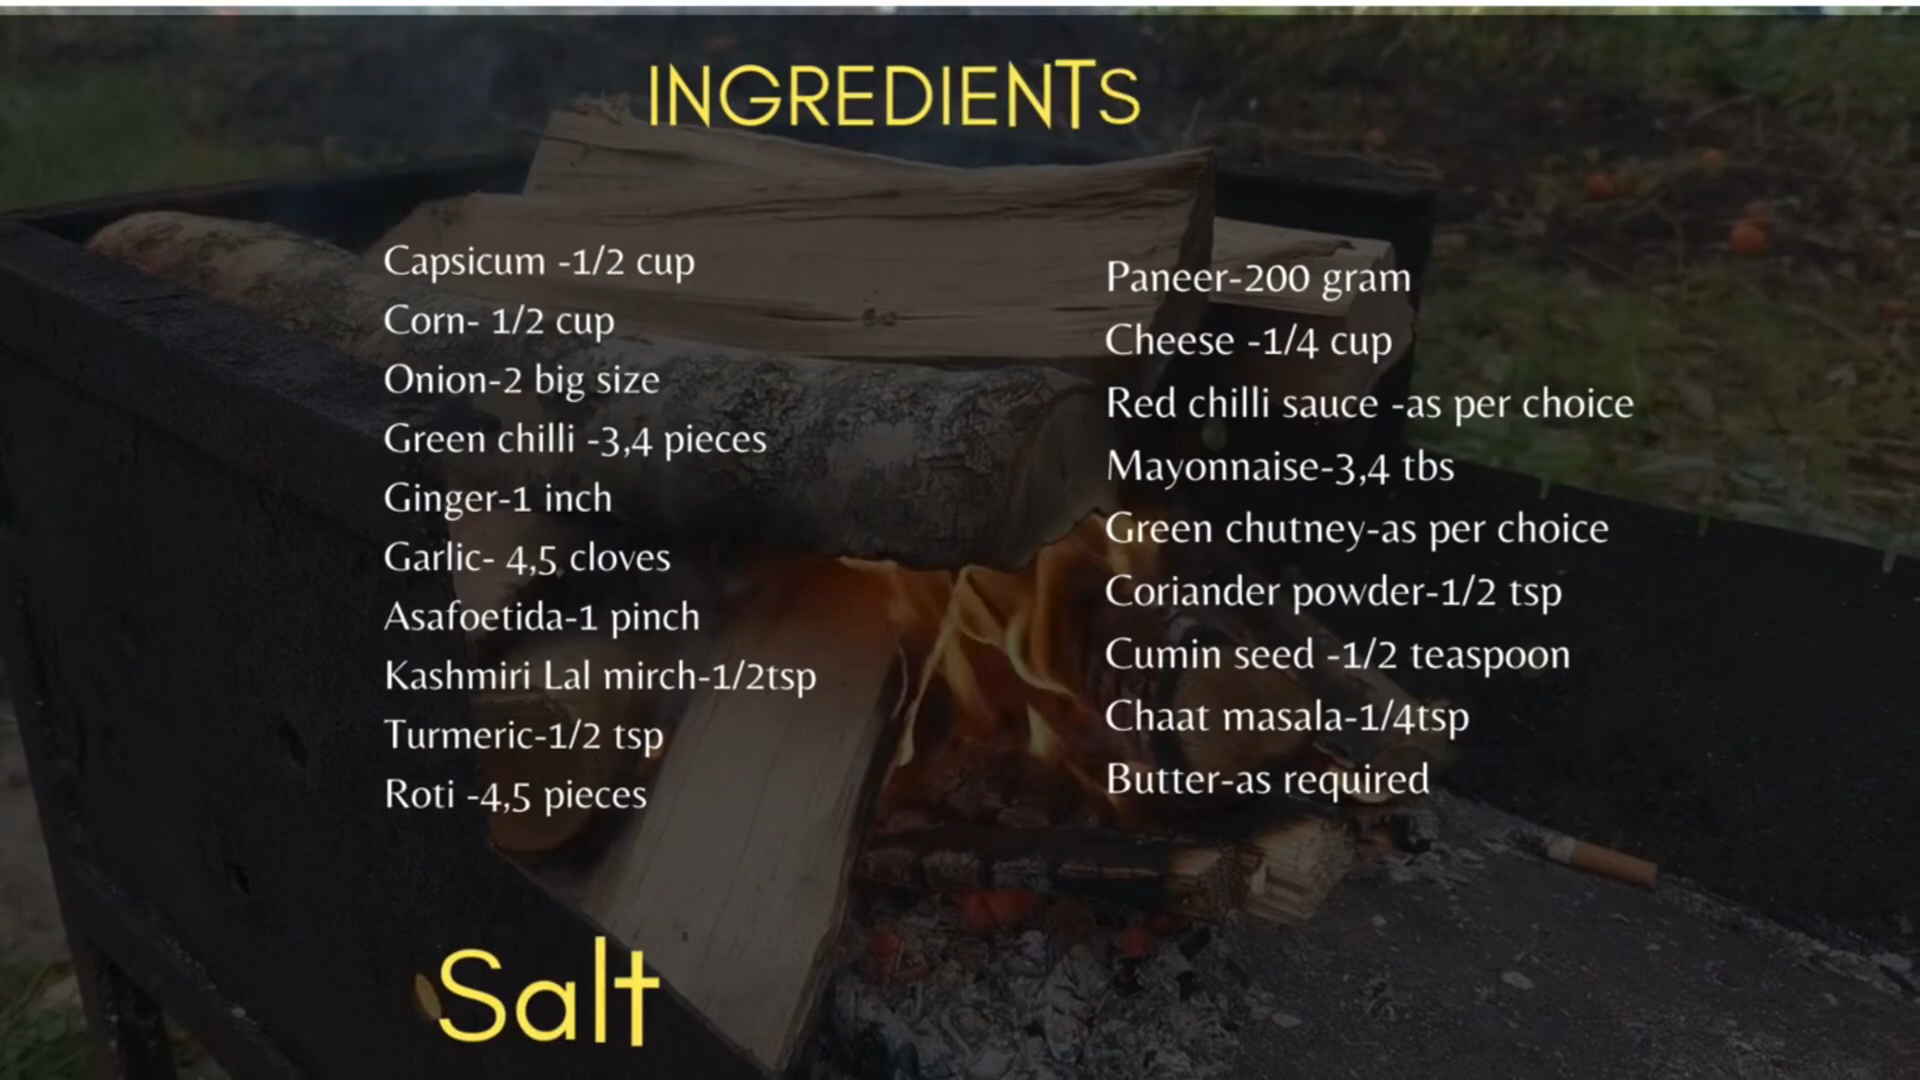 INGREDIENTS
Capsicum -1/2 cup
Corn- 1/2 cup
Onion-2 big size
Green chilli -3,4 pieces
Ginger-1 inch
Garlic- 4,5 cloves
Asafoetida-1 pinch
Kashmiri Lal mirch-1/2tsp
Turmeric-1/2 tsp
Roti -4,5 pieces
Paneer-200 gram
Cheese -1/4 cup
Red chilli sauce -as per choice
Mayonnaise-3,4 tbs
Green chutney-as per choice
Coriander powder-1/2 tsp
Cumin seed -1/2 teaspoon
Chaat masala-1/4tsp
Butter-as required
Salt